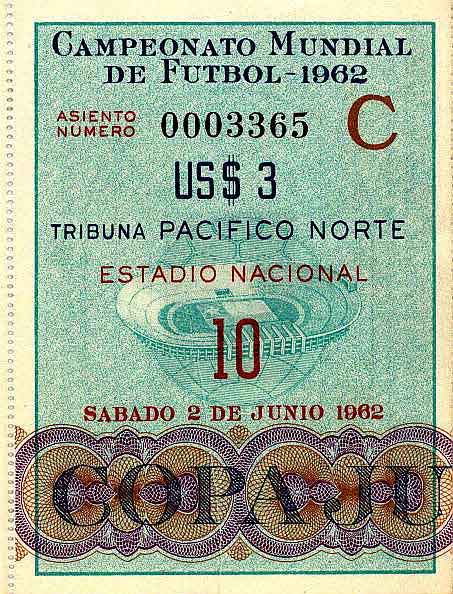 CAMPEONATO MUNDIAL
DE FUTBOL-1962
ASIENTO
NUMERO 0003365 C
US$ 3
TRIBUNA PACIFICO NORTE
ESTADIO NACIONAL
10
SABADO 2 DE JUNIO 1962
COPA JU